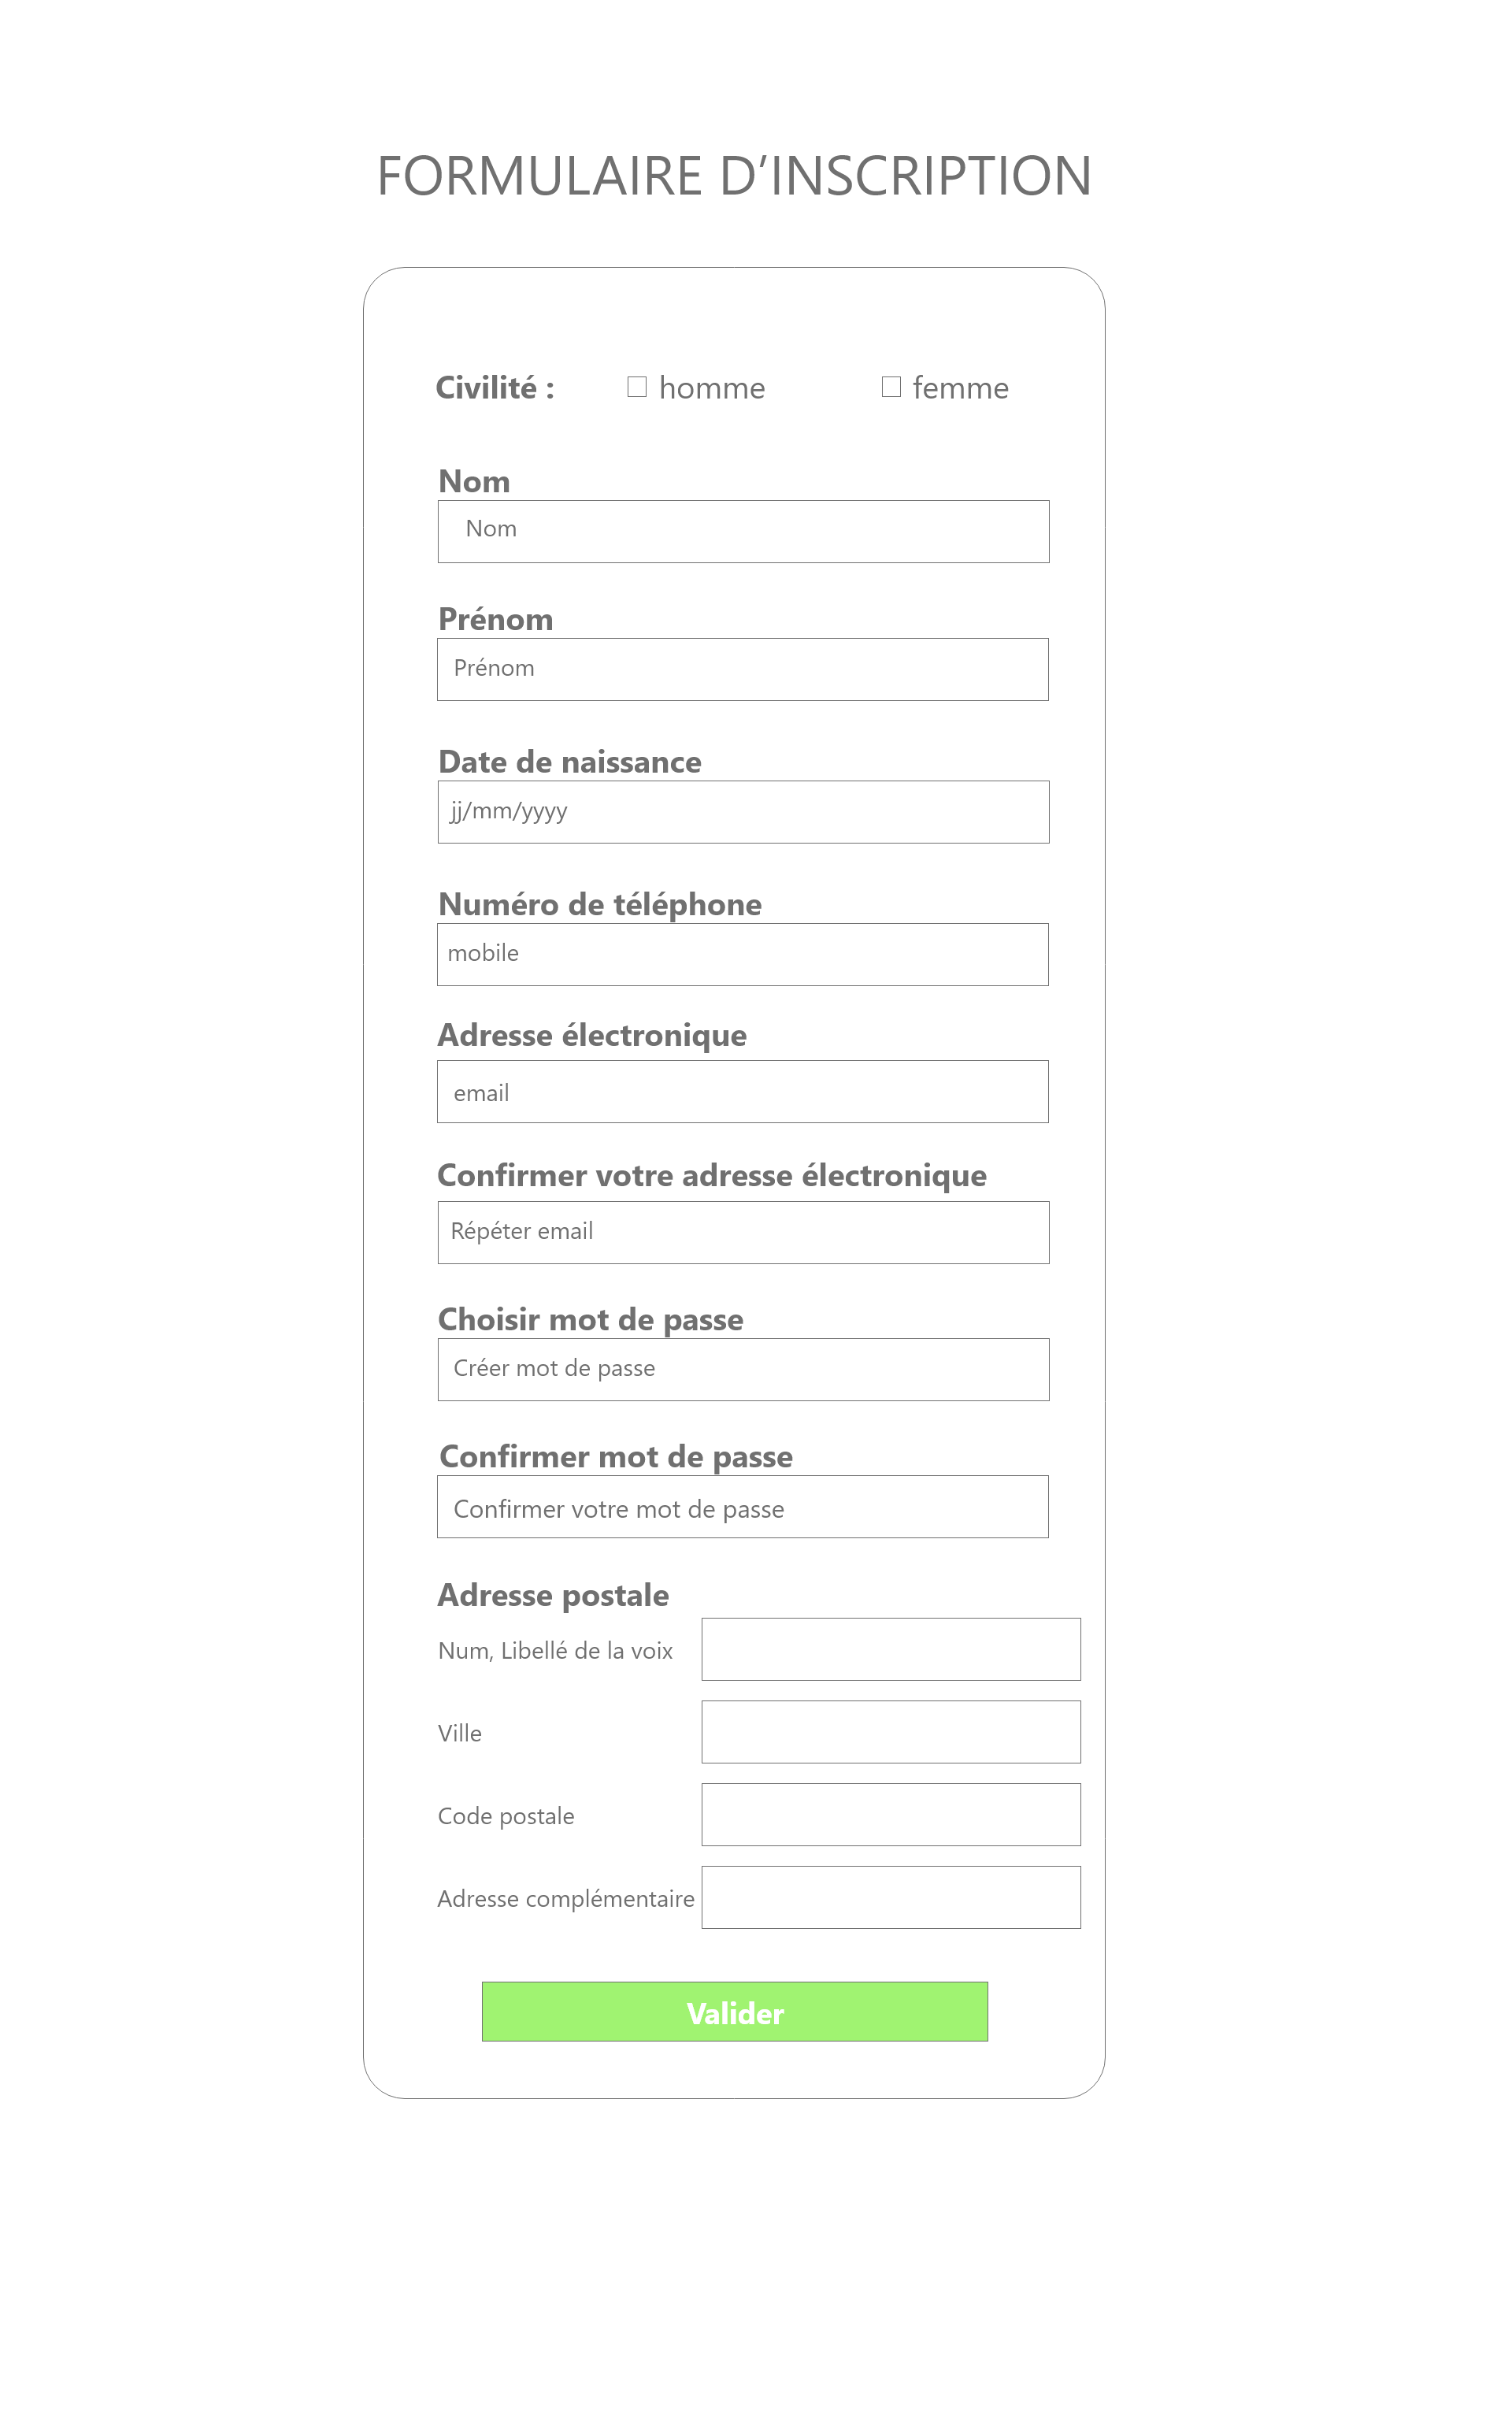 FORMULAIRE D’INSCRIPTION
Civilité : homme femme
Nom
Nom
Prénom
Prénom
Date de naissance
jj/mm/yyyy
Numéro de téléphone
mobile
Adresse électronique
email
Confirmer votre adresse électronique
Répéter email
Choisir mot de passe
Créer mot de passe
Confirmer mot de passe
Confirmer votre mot de passe
Adresse postale
Num, Libellé de la voix
Ville
Code postale
Adresse complémentaire
Valider